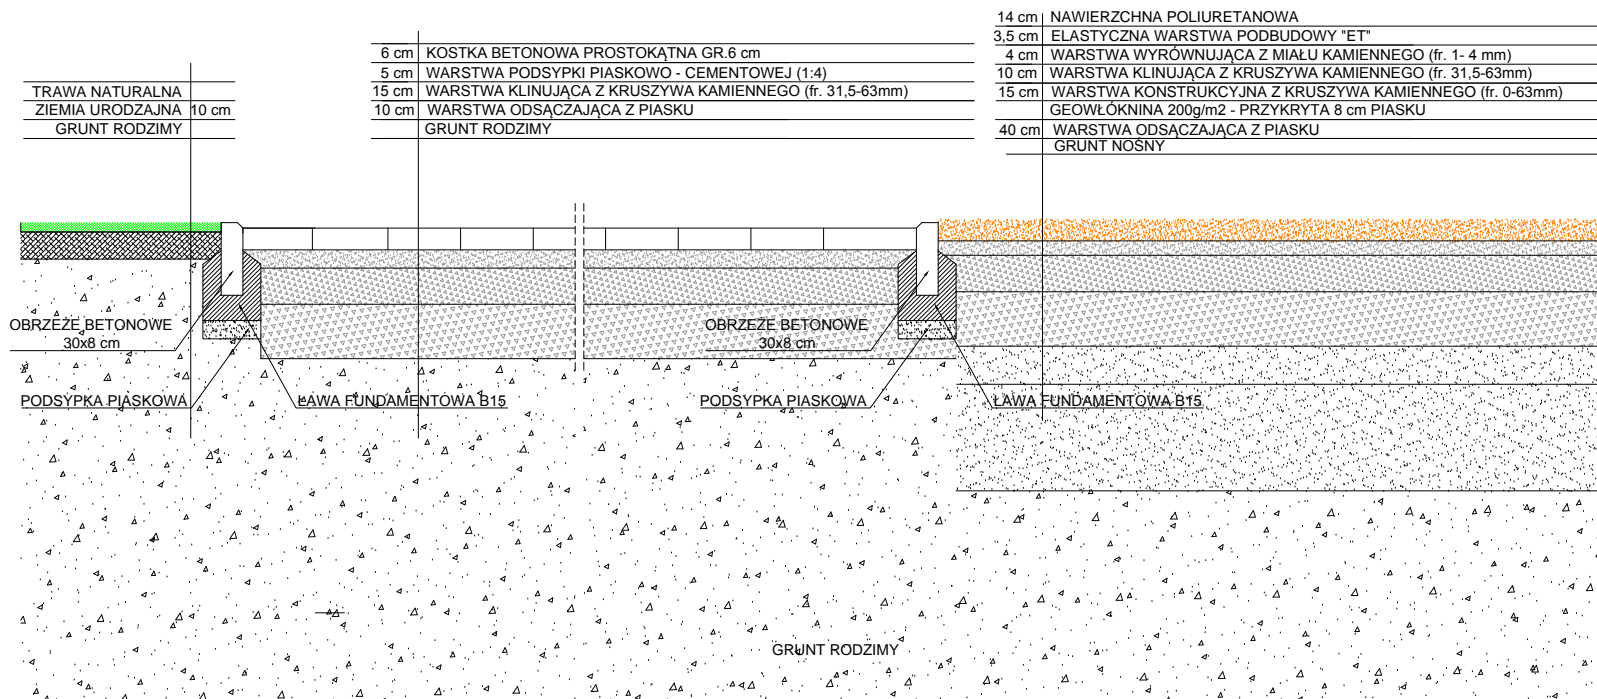 TRAWA NATURALNA
ZIEMIA URODZAJNA 10 cm
GRUNT RODZIMY
6 cm KOSTKA BETONOWA PROSTOKĄTNA GR.6 cm
5 cm WARSTWA PODSYPKI PIASKOWO - CEMENTOWEJ (1:4)
15 cm WARSTWA KLINUJĄCA Z KRUSZYWA KAMIENNEGO (fr. 31,5-63mm)
10 cm WARSTWA ODSĄCZAJĄCA Z PIASKU
GRUNT RODZIMY
14 cm NAWIERZCHNA POLIURETANOWA
3,5 cm ELASTYCZNA WARSTWA PODBUDOWY "ET"
4 cm WARSTWA WYRÓWNUJĄCA Z MIAŁU KAMIENNEGO (fr. 1- 4 mm)
10 cm WARSTWA KLINUJĄCA Z KRUSZYWA KAMIENNEGO (fr. 31,5-63mm)
15 cm WARSTWA KONSTRUKCYJNA Z KRUSZYWA KAMIENNEGO (fr. 0-63mm)
GEOWŁÓKNINA 200g/m2 - PRZYKRYTA 8 cm PIASKU
40 cm WARSTWA ODSĄCZAJĄCA Z PIASKU
GRUNT NOŚNY
OBRZEŻE BETONOWE
30x8 cm
PODSYPKA PIASKOWA
ŁAWA FUNDAMENTOWA B15
OBRZEŻE BETONOWE
30x8 cm
PODSYPKA PIASKOWA
ŁAWA FUNDAMENTOWA B15
GRUNT RODZIMY